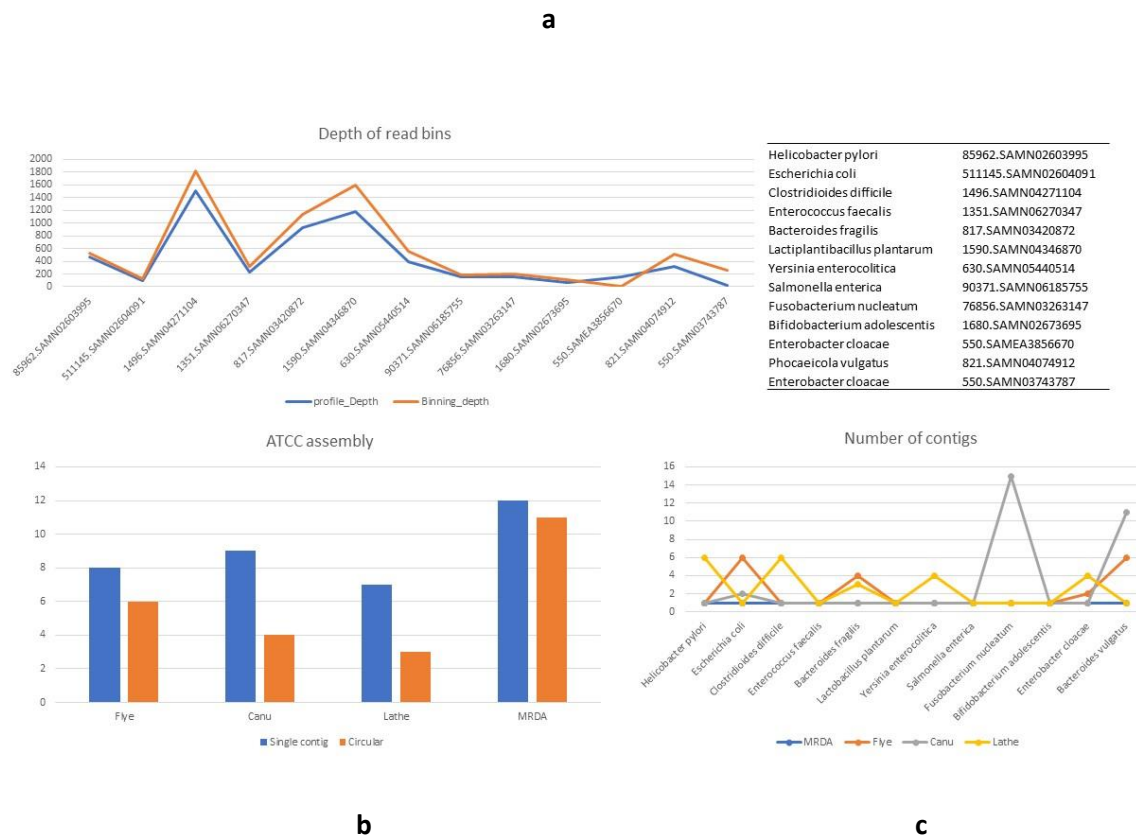 a
Depth of read bins
2000
1800
1600
1400
1200
1000
800
600
400
200
0
85962.SAMN02603995
511145.SAMN02604091
1496.SAMN04271104
1351.SAMN06270347
817.SAMN03420872
1590.SAMN04346870
630.SAMN05440514
90371.SAMN06185755
76856.SAMN03263147
1680.SAMN02673695
550.SAMEA3856670
821.SAMN04074912
550.SAMN03743787
profile_Depth Binning_depth
Helicobacter pylori 85962.SAMN02603995
Escherichia coli 511145.SAMN02604091
Clostridioides difficile 1496.SAMN04271104
Enterococcus faecalis 1351.SAMN06270347
Bacteroides fragilis 817.SAMN03420872
Lactiplantibacillus plantarum 1590.SAMN04346870
Yersinia enterocolitica 630.SAMN05440514
Salmonella enterica 90371.SAMN06185755
Fusobacterium nucleatum 76856.SAMN03263147
Bifidobacterium adolescentis 1680.SAMN02673695
Enterobacter cloacae 550.SAMEA3856670
Phocaeicola vulgatus 821.SAMN04074912
Enterobacter cloacae 550.SAMN03743787
ATCC assembly
14
12
10
8
6
4
2
0
Flye Canu Lathe MRDA
Single contig Circular
Number of contigs
16
14
12
10
8
6
4
2
0
Helicobacter pylori
Escherichia coli
Clostridioides difficile
Enterococcus faecalis
Bacteroides fragilis
Lactobacillus plantarum
Yersinia enterocolitica
Salmonella enterica
Fusobacterium nucleatum
Bifidobacterium adolescentis
Enterobacter cloacae
Bacteroides vulgatus
MRDA Flye Canu Lathe
b
c